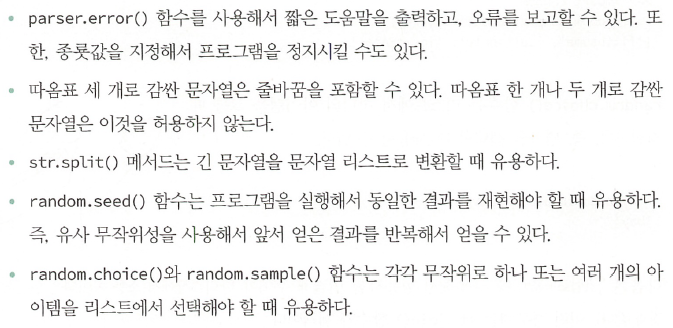 • parser.error() 함수를 사용해서 짧은 도움말을 출력하고, 오류를 보고할 수 있다. 또
한, 종룟값을 지정해서 프로그램을 정지시킬 수도 있다.
• 따옴표 세 개로 감싼 문자열은 줄바꿈을 포함할 수 있다. 따옴표 한 개나 두 개로 감싼
문자열은 이것을 허용하지 않는다.
• str.split() 메서드는 긴 문자열을 문자열 리스트로 변환할 때 유용하다.
• random.seed() 함수는 프로그램을 실행해서 동일한 결과를 재현해야 할 때 유용하다.
즉, 유사 무작위성을 사용해서 앞서 얻은 결과를 반복해서 얻을 수 있다.
• random.choice()와 random.sample() 함수는 각각 무작위로 하나 또는 여러 개의 아
이템을 리스트에서 선택해야 할 때 유용하다.